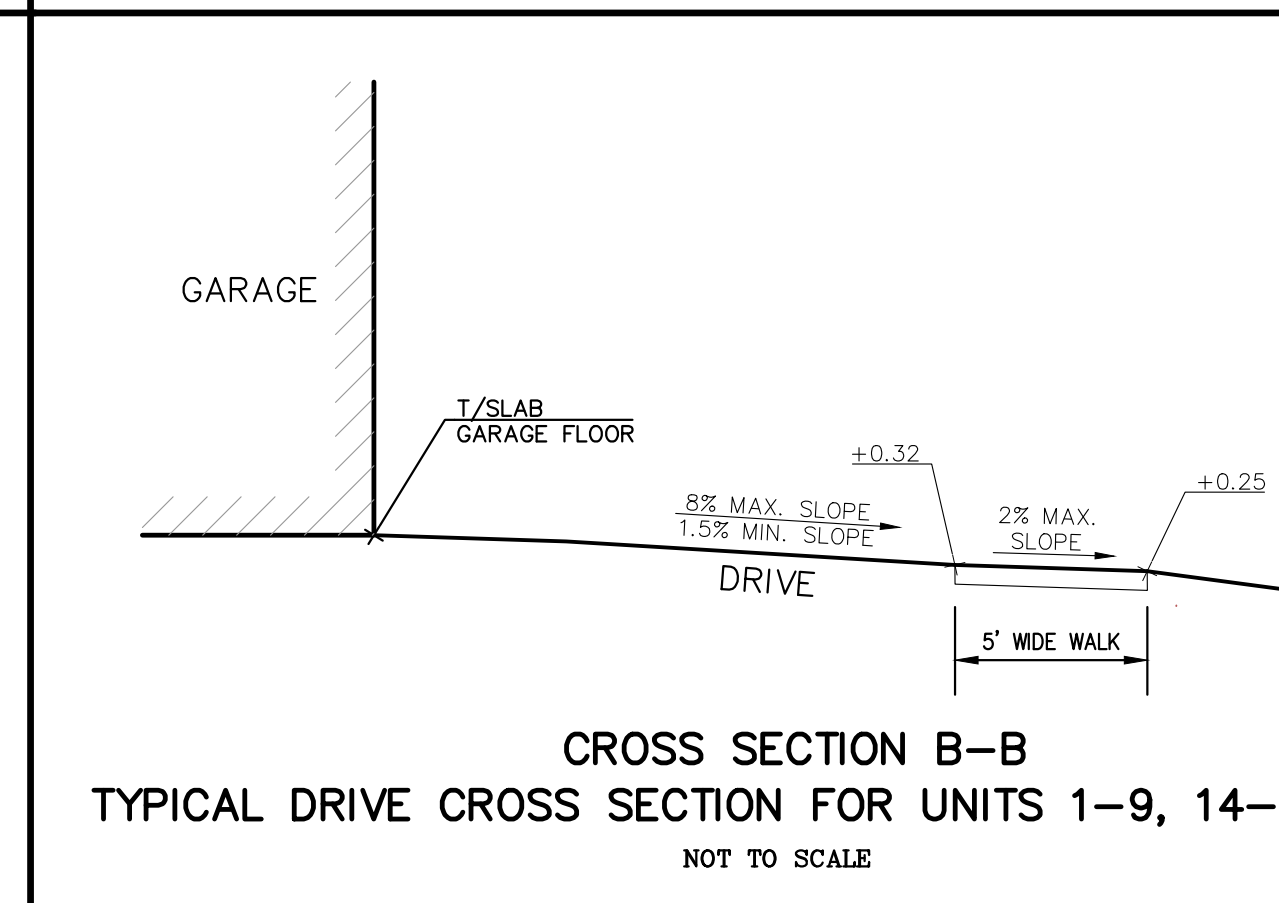 GARAGE
T/SLAB
GARAGE FLOOR
+0.32
+0.25
8% MAX. SLOPE
1.5% MIN. SLOPE
2% MAX.
SLOPE
DRIVE
5' WIDE WALK
CROSS SECTION B-B
TYPICAL DRIVE CROSS SECTION FOR UNITS 1-9, 14-
NOT TO SCALE